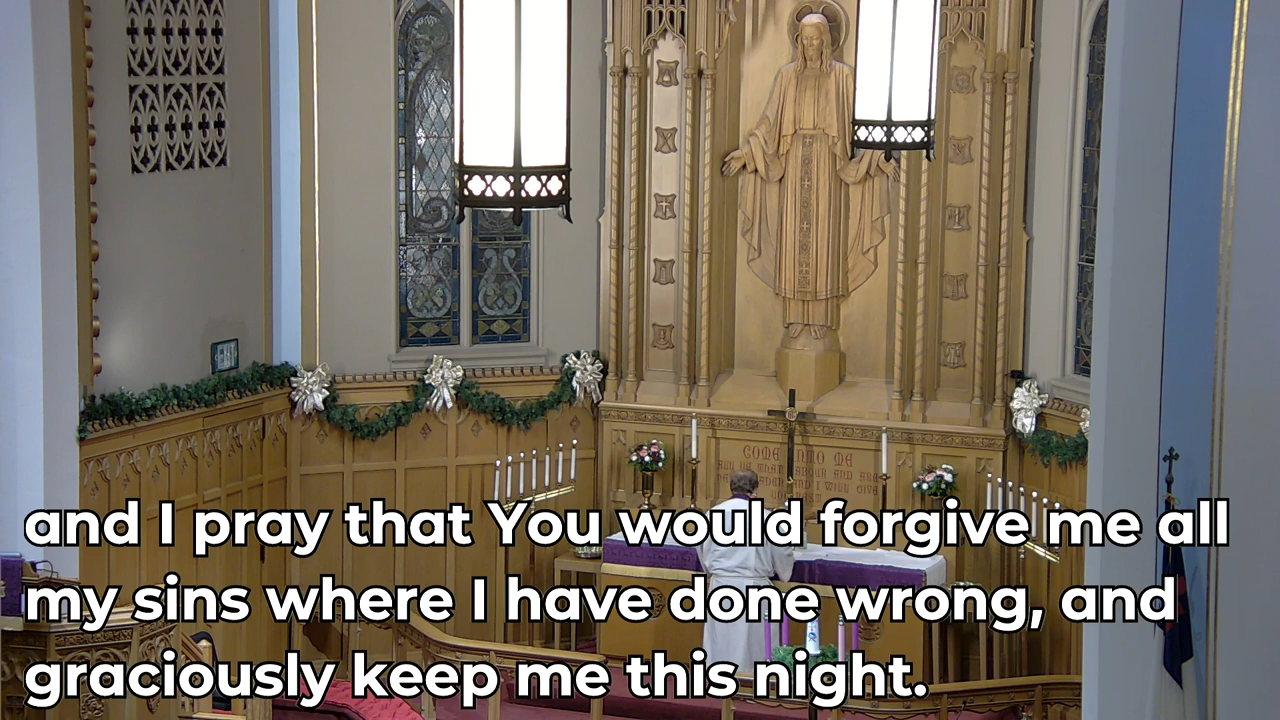 COME UNTO ME
and I pray that You would forgive me all
my sins where I have done wrong, and
graciously keep me this night.